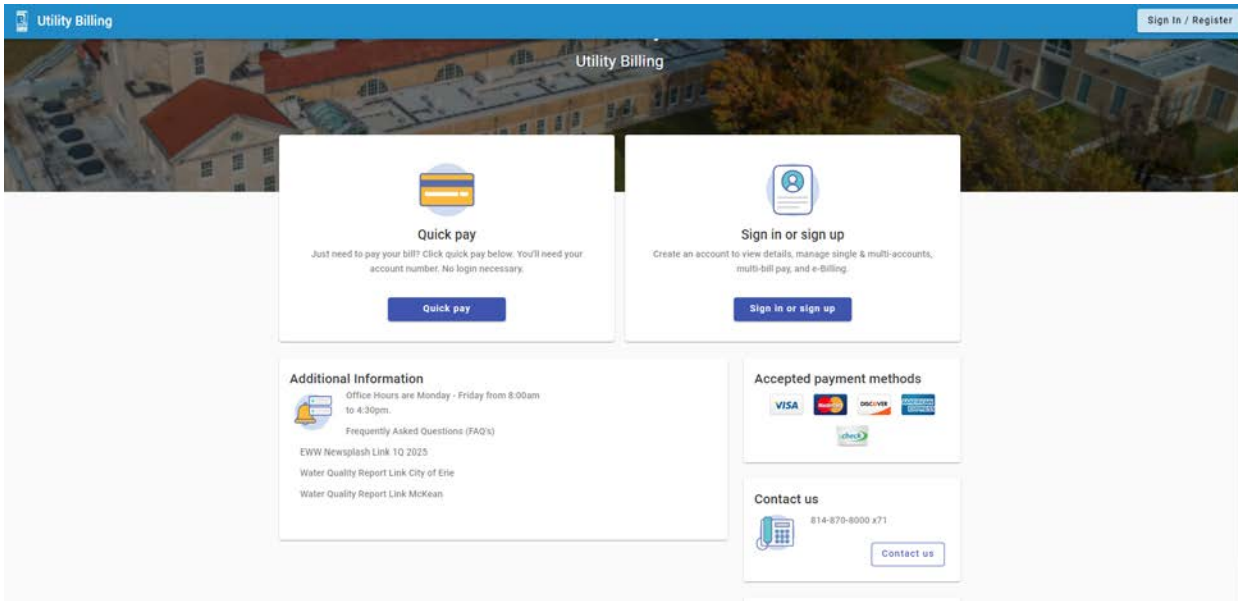 Utility Billing
Sign In / Register
Utility Billing
Quick pay
Just need to pay your bill? Click quick pay below. You'll need your
account number. No login necessary.
Quick pay
Sign in or sign up
Create an account to view details, manage single & multi-accounts,
multi-bill pay, and e-Billing.
Sign in or sign up
Additional Information
Office Hours are Monday - Friday from 8:00am
to 4:30pm.
Frequently Asked Questions (FAQ's)
EWW Newsplash Link 1Q 2025
Water Quality Report Link City of Erie
Water Quality Report Link McKean
Accepted payment methods
VISA
MasterCard
DISCOVER
AMERICAN
EXPRESS
check
Contact us
814-870-8000 x71
Contact us